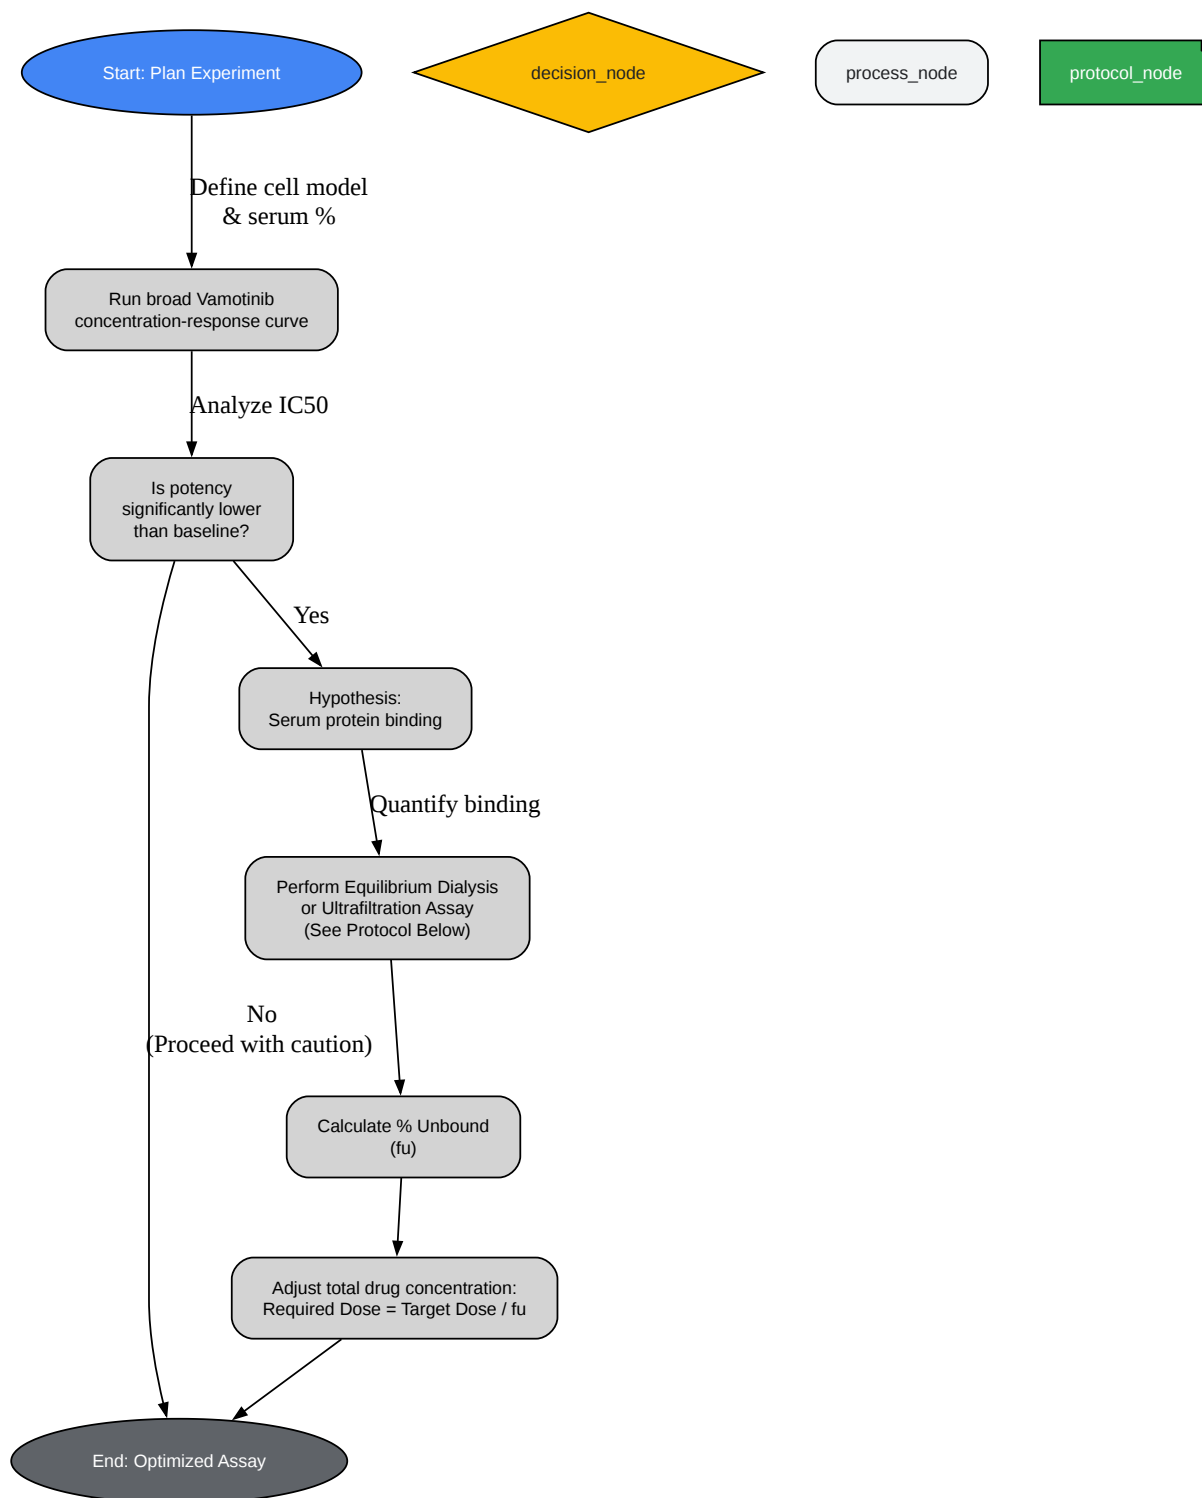 Start: Plan Experiment
decision_node
process_node
protocol_node
Define cell model
& serum %
Run broad Vamotinib
concentration-response curve
Analyze IC50
Is potency
significantly lower
than baseline?
Yes
Hypothesis:
Serum protein binding
Quantify binding
Perform Equilibrium Dialysis
or Ultrafiltration Assay
(See Protocol Below)
No
(Proceed with caution)
Calculate % Unbound
(fu)
Adjust total drug concentration:
Required Dose = Target Dose / fu
End: Optimized Assay